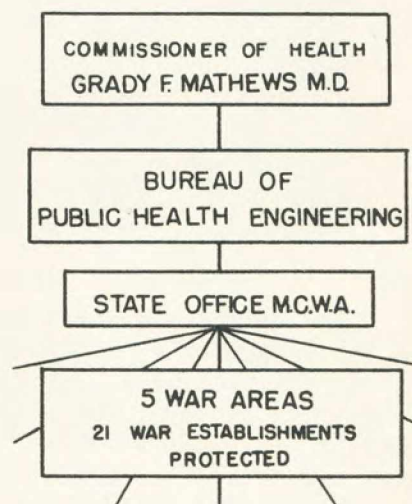 COMMISSIONER OF HEALTH
GRADY F. MATHEWS M.D.
BUREAU OF
PUBLIC HEALTH ENGINEERING
STATE OFFICE M.C.W.A.
5 WAR AREAS
21 WAR ESTABLISHMENTS
PROTECTED